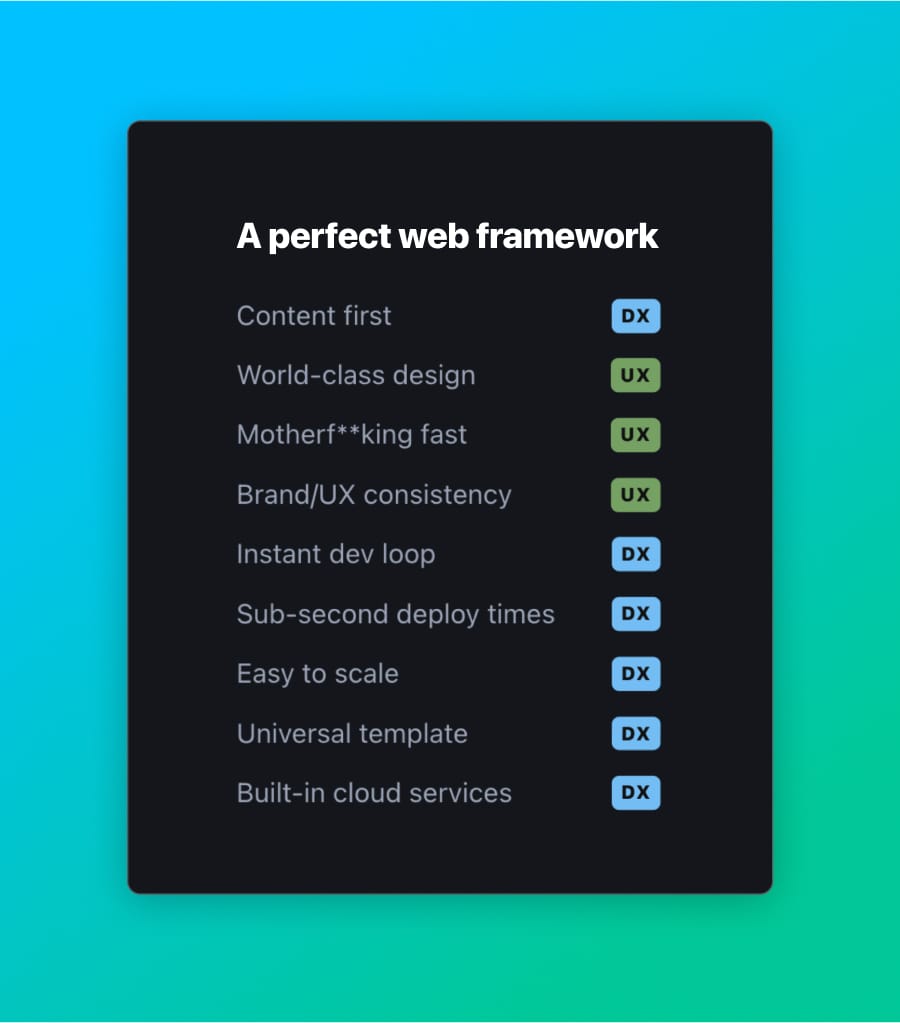 A perfect web framework
Content first DX
World-class design UX
Motherf**king fast UX
Brand/UX consistency UX
Instant dev loop DX
Sub-second deploy times DX
Easy to scale DX
Universal template DX
Built-in cloud services DX